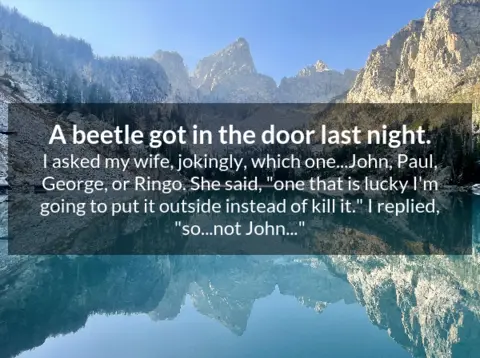 A beetle got in the door last night.
I asked my wife, jokingly, which one...John, Paul,
George, or Ringo. She said, "one that is lucky I'm
going to put it outside instead of kill it." I replied,
"so...not John..."